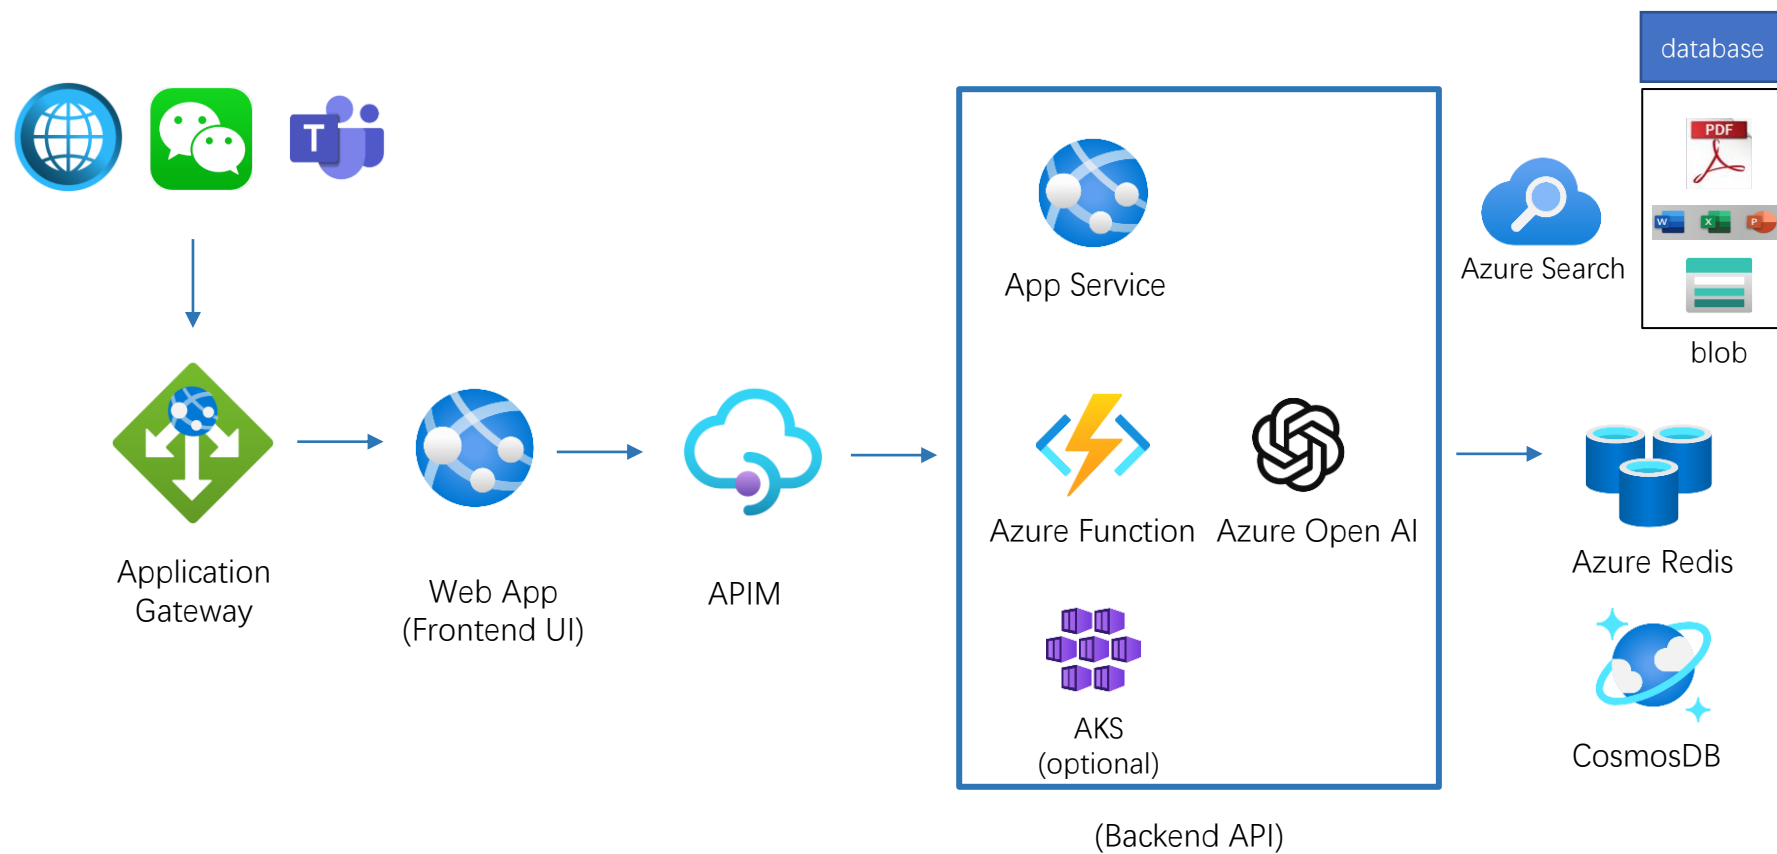 database
T
PDF
W X P
App Service
Azure Search
blob
Azure Function
Azure Open AI
Application
Gateway
Web App
(Frontend UI)
APIM
Azure Redis
AKS
(optional)
CosmosDB
(Backend API)